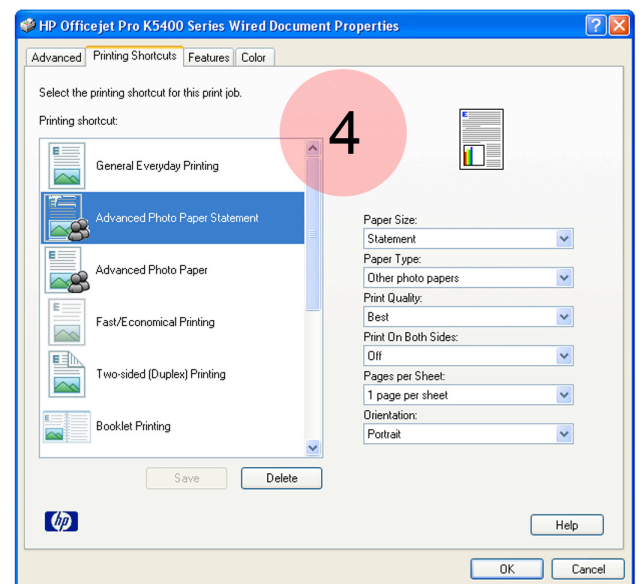 HP Officejet Pro K5400 Series Wired Document Properties
Advanced Printing Shortcuts Features Color
Select the printing shortcut for this print job.
Printing shortcut:
4
General Everyday Printing
Advanced Photo Paper Statement
Advanced Photo Paper
Fast/Economical Printing
Two-sided (Duplex) Printing
Booklet Printing
Save Delete
Paper Size:
Statement
Paper Type:
Other photo papers
Print Quality:
Best
Print On Both Sides:
Off
Pages per Sheet:
1 page per sheet
Orientation:
Portrait
hp
Help
OK Cancel